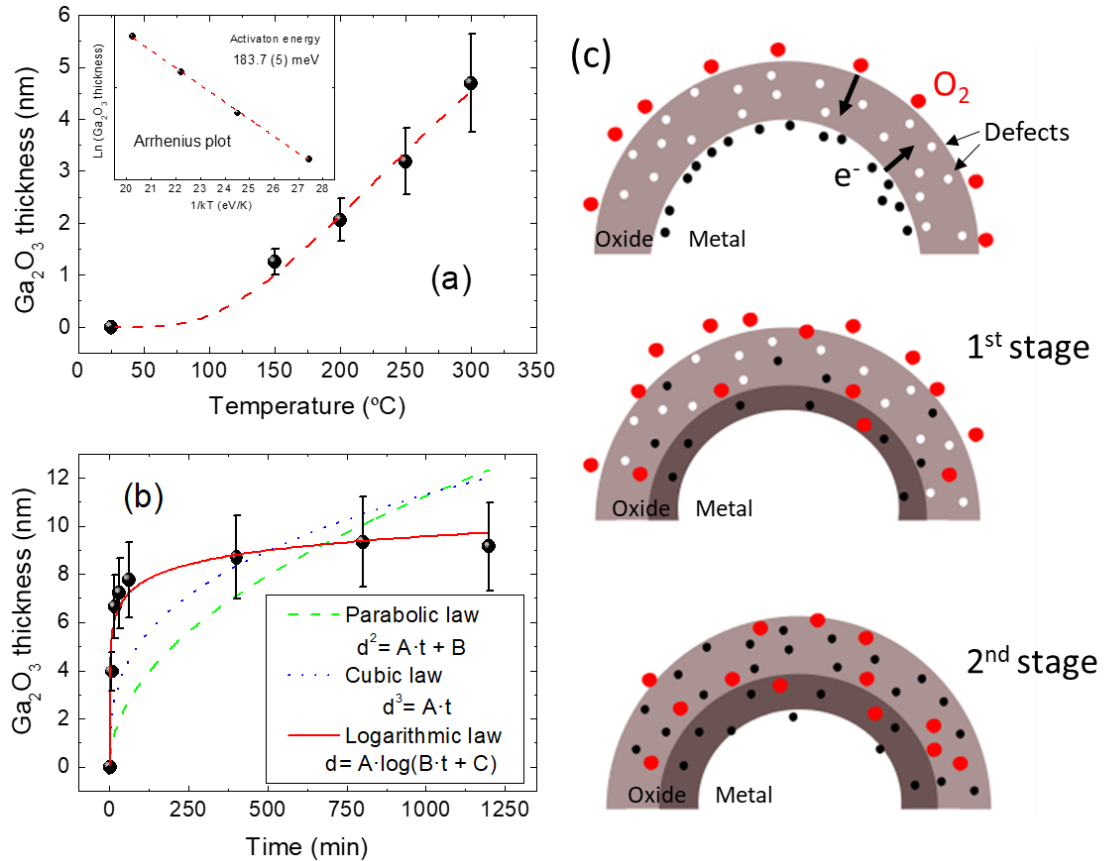 (a)
Ga₂O₃ thickness (nm)
6
5
4
3
2
1
0
0 50 100 150 200 250 300 350
Temperature (ºC)
Ln (Ga₂O₃ thickness)
Activaton energy
183.7 (5) meV
Arrhenius plot
20 21 22 23 24 25 26 27 28
1/kT (eV/K)
(b)
Ga₂O₃ thickness (nm)
12
10
8
6
4
2
0
0 250 500 750 1000 1250
Time (min)
Parabolic law
d² = A·t + B
Cubic law
d³ = A·t
Logarithmic law
d= A·log(B·t + C)
(c)
O₂
Defects
e⁻
Oxide Metal
1ˢᵗ stage
Oxide Metal
2ⁿᵈ stage
Oxide Metal